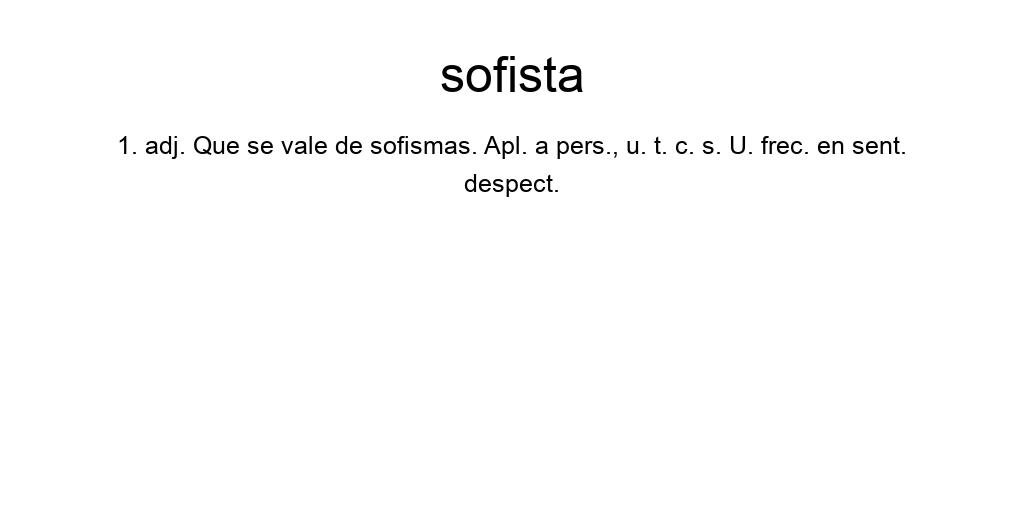 sofista
1. adj. Que se vale de sofismas. Apl. a pers., u. t. c. s. U. frec. en sent.
despect.